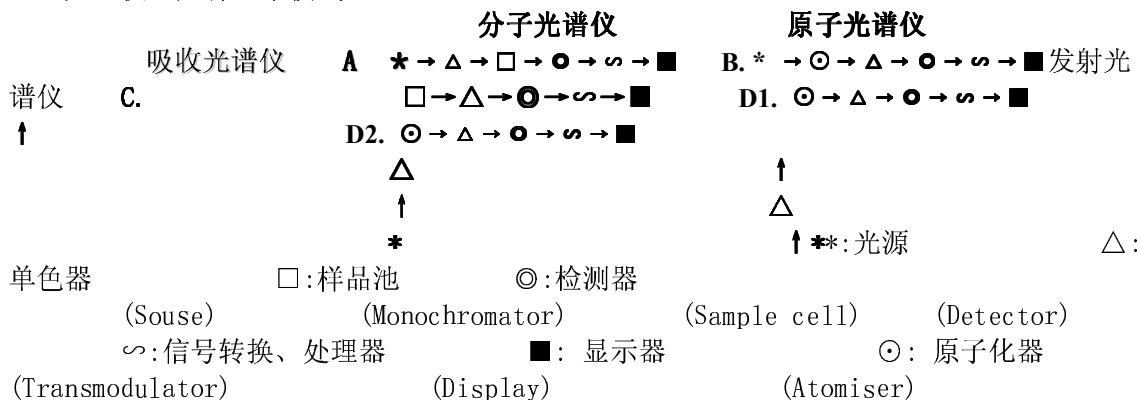 分子光谱仪 原子光谱仪
吸收光谱仪 A * → △ → □ → ◎ → ∽ → ■ B. * → ⊙ → △ → ◎ → ∽ → ■ 发射光
谱仪 C. □ → △ → ◎ → ∽ → ■ D1. ⊙ → △ → ◎ → ∽ → ■
↑ D2. ⊙ → △ → ◎ → ∽ → ■
△ ↑
↑ △
* ↑ **:光源 △:
单色器 □:样品池 ◎:检测器
(Souse) (Monochromator) (Sample cell) (Detector)
∽:信号转换、处理器 ■: 显示器 ⊙: 原子化器
(Transmodulator) (Display) (Atomiser)